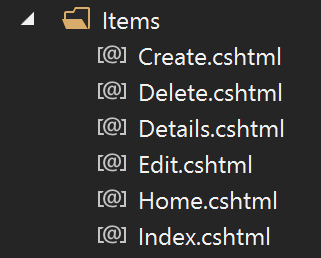 Items
[@] Create.cshtml
[@] Delete.cshtml
[@] Details.cshtml
[@] Edit.cshtml
[@] Home.cshtml
[@] Index.cshtml